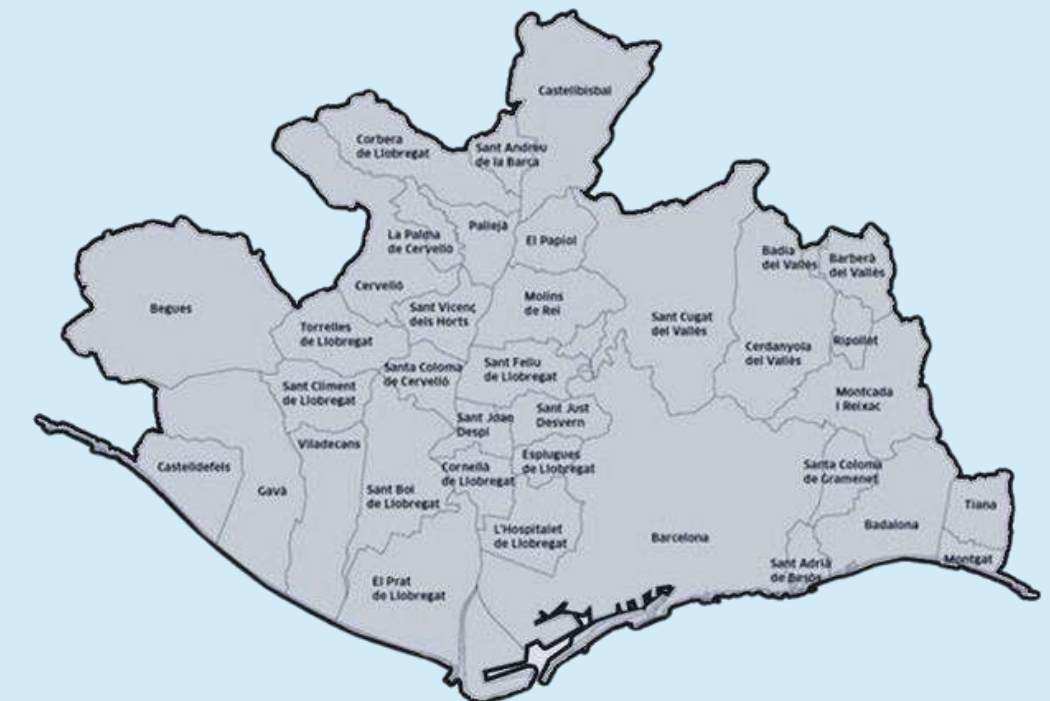 Castellbisbal
Corbera
de Llobregat
Sant Andreu
de la Barca
Pallejà
La Palma
de Cervelló
El Papiol
Badia
del Vallès
Barberà
del Vallès
Cervelló
Begues
Sant Vicenç
dels Horts
Molins
de Rei
Sant Cugat
del Vallès
Torrelles
de Llobregat
Cerdanyola
del Vallès
Ripollet
Santa Coloma
de Cervelló
Sant Feliu
de Llobregat
Sant Climent
de Llobregat
Montcada
i Reixac
Sant Joan
Despí
Sant Just
Desvern
Viladecans
Castelldefels
Cornellà
de Llobregat
Esplugues
de Llobregat
Santa Coloma
de Gramenet
Gavà
Sant Boi
de Llobregat
Tiana
L'Hospitalet
de Llobregat
Barcelona
Badalona
Montgat
Sant Adrià
de Besòs
El Prat
de Llobregat